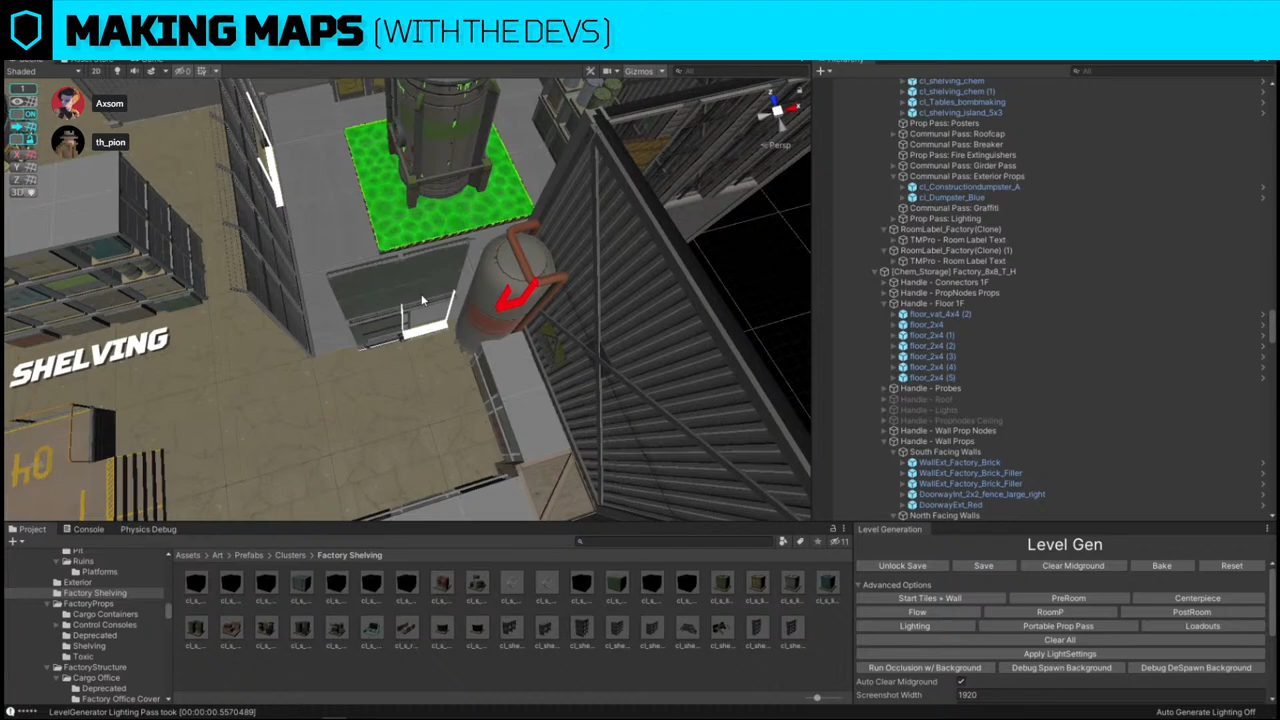 MAKING MAPS (WITH THE DEVS)
Shaded
2D
Gizmos
All
All
1
ON
X
Y
Z
3D
Axsom
th_pion
Persp
SHELVING
cl_shelving_chem
cl_shelving_chem (1)
cl_Tables_bombmaking
cl_shelving_island_5x3
Prop Pass: Posters
Communal Pass: Roofcap
Communal Pass: Breaker
Prop Pass: Fire Extinguishers
Communal Pass: Girder Pass
Communal Pass: Exterior Props
cl_Constructiondumpster_A
cl_Dumpster_Blue
Communal Pass: Graffiti
Prop Pass: Lighting
RoomLabel_Factory(Clone)
TMPro - Room Label Text
RoomLabel_Factory(Clone) (1)
TMPro - Room Label Text
[Chem_Storage] Factory_8x8_T_H
Handle - Connectors 1F
Handle - PropNodes Props
Handle - Floor 1F
floor_vat_4x4 (2)
floor_2x4
floor_2x4 (1)
floor_2x4 (2)
floor_2x4 (3)
floor_2x4 (4)
floor_2x4 (5)
Handle - Probes
Handle - Roof
Handle - Lights
Handle - Propnodes Ceiling
Handle - Wall Prop Nodes
Handle - Wall Props
South Facing Walls
WallExt_Factory_Brick
WallExt_Factory_Brick_Filler
WallExt_Factory_Brick_Filler
DoorwayInt_2x2_fence_large_right
DoorwayExt_Red
North Facing Walls
Project
Console
Physics Debug
11
Pit
Ruins
Platforms
Exterior
Factory Shelving
FactoryProps
Cargo Containers
Control Consoles
Deprecated
Shelving
Toxic
FactoryStructure
Cargo Office
Deprecated
Factory Office Cover
Assets > Art > Prefabs > Clusters > Factory Shelving
Level Generation
Level Gen
Unlock Save
Save
Clear Midground
Bake
Reset
Advanced Options
Start Tiles + Wall
PreRoom
Centerpiece
Flow
RoomP
PostRoom
Lighting
Portable Prop Pass
Loadouts
Clear All
Apply LightSettings
Run Occlusion w/ Background
Debug Spawn Background
Debug DeSpawn Background
Auto Clear Midground
Screenshot Width
1920
***** LevelGenerator Lighting Pass took [00:00:00.5570489]
Auto Generate Lighting Off